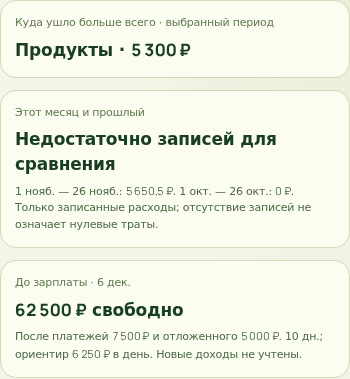 Куда ушло больше всего · выбранный период
Продукты · 5 300 ₽
Этот месяц и прошлый
Недостаточно записей для
сравнения
1 нояб. — 26 нояб.: 5 650,5 ₽. 1 окт. — 26 окт.: 0 ₽.
Только записанные расходы; отсутствие записей не
означает нулевые траты.
До зарплаты · 6 дек.
62 500 ₽ свободно
После платежей 7 500 ₽ и отложенного 5 000 ₽. 10 дн.;
ориентир 6 250 ₽ в день. Новые доходы не учтены.